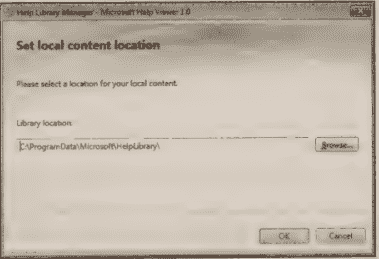 Help Library Manager - Microsoft Help Viewer 1.0
Set local content location
Please select a location for your local content.
Library location:
C:\ProgramData\Microsoft\HelpLibrary\
Browse...
OK
Cancel